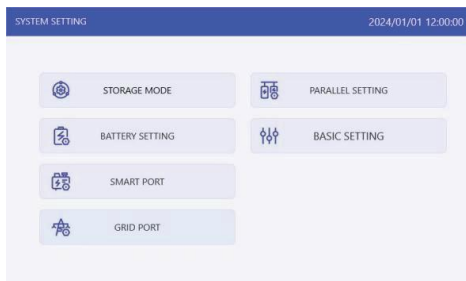 SYSTEM SETTING
2024/01/01 12:00:00
STORAGE MODE
PARALLEL SETTING
BATTERY SETTING
BASIC SETTING
SMART PORT
GRID PORT